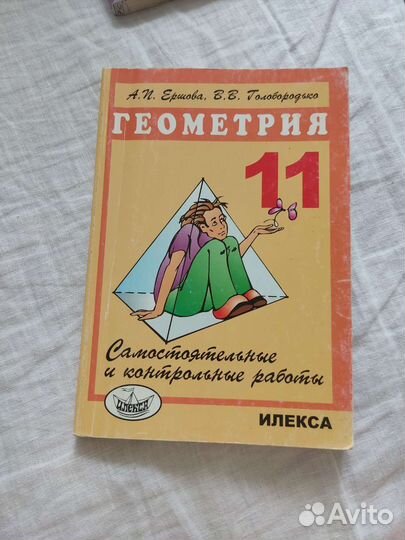 А.П. Ершова, В.В. Голобородько
ГЕОМЕТРИЯ
11
Самостоятельные
и контрольные работы
ИЛЕКСА
ИЛЕКСА
Avito